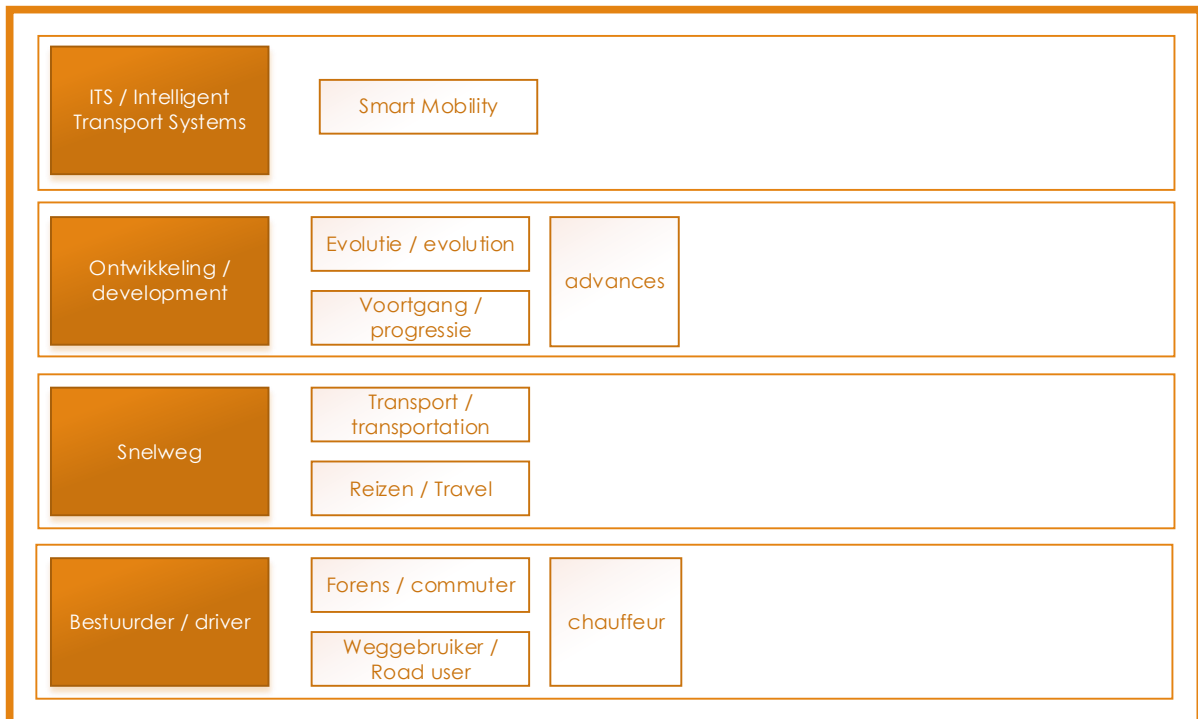 ITS / Intelligent
Transport Systems
Smart Mobility
Ontwikkeling /
development
Evolutie / evolution
Voortgang /
progressie
advances
Snelweg
Transport /
transportation
Reizen / Travel
Bestuurder / driver
Forens / commuter
Weggebruiker /
Road user
chauffeur